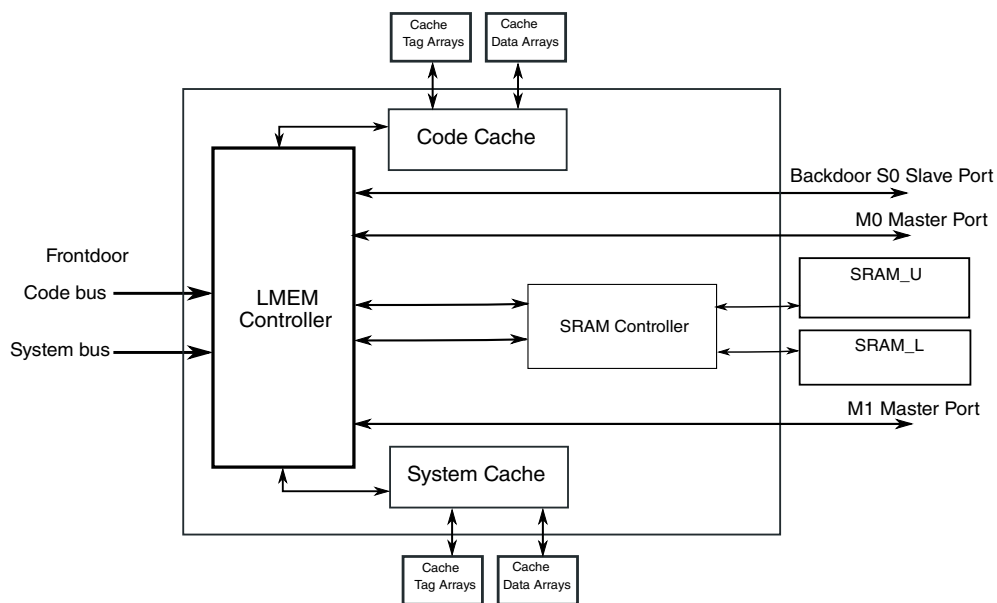 Cache
Tag Arrays
Cache
Data Arrays
Code Cache
Backdoor S0 Slave Port
M0 Master Port
Frontdoor
Code bus
System bus
LMEM
Controller
SRAM Controller
SRAM_U
SRAM_L
M1 Master Port
System Cache
Cache
Tag Arrays
Cache
Data Arrays